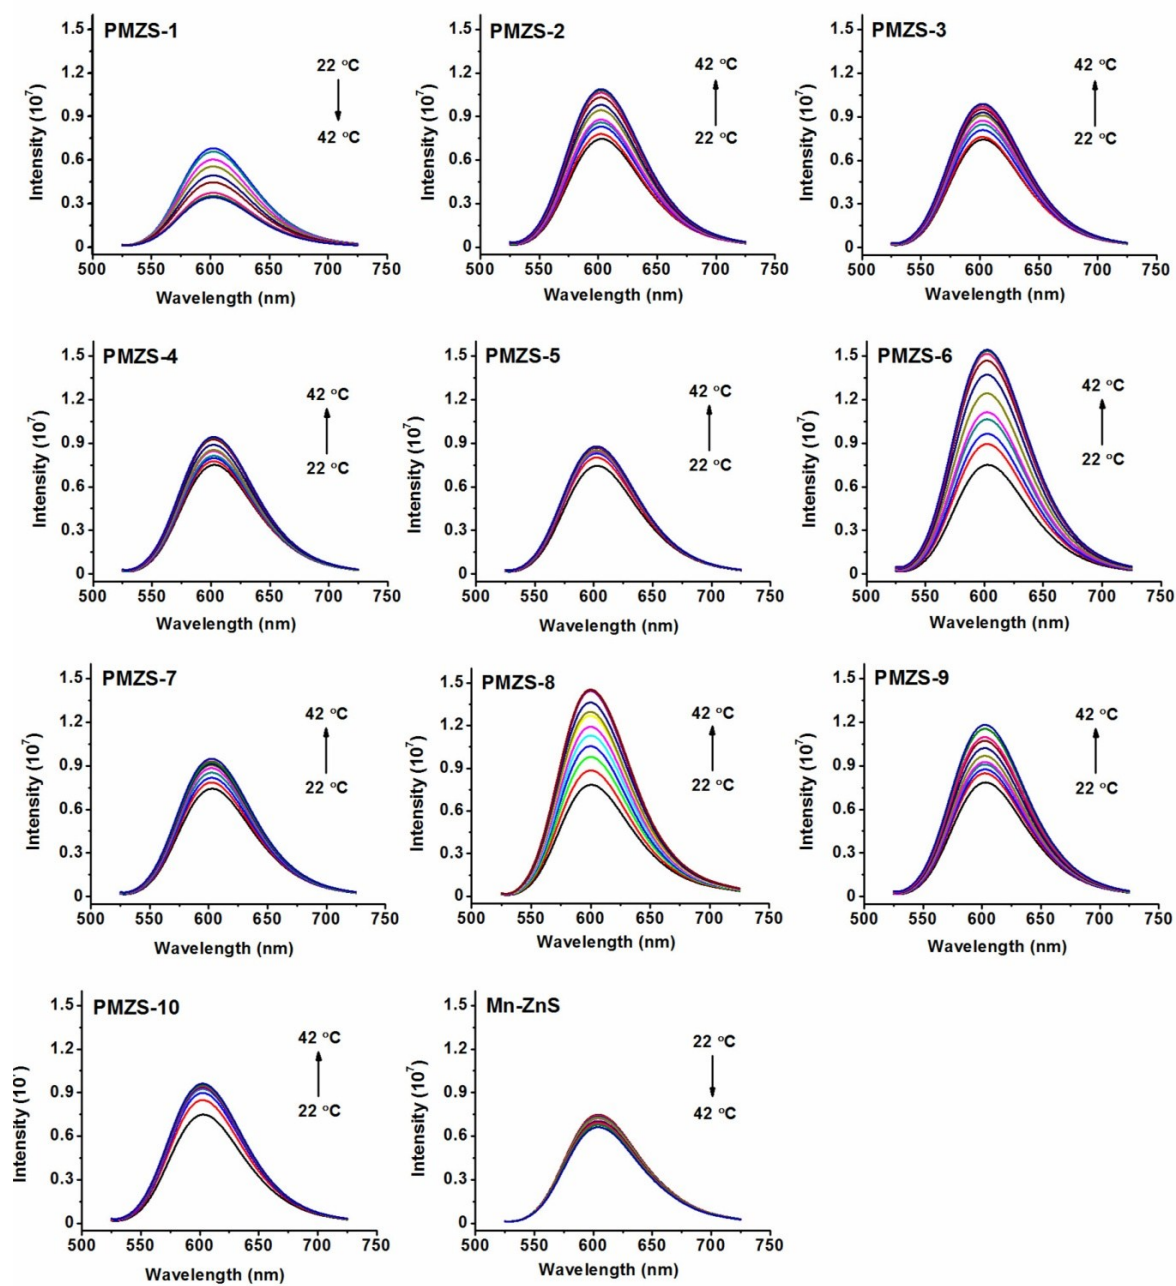 PMZS-1
1.5
1.2
0.9
0.6
0.3
0
Intensity (10⁷)
22 °C
42 °C
500 550 600 650 700 750
Wavelength (nm)
PMZS-2
1.5
1.2
0.9
0.6
0.3
0
Intensity (10⁷)
42 °C
22 °C
500 550 600 650 700 750
Wavelength (nm)
PMZS-3
1.5
1.2
0.9
0.6
0.3
0
Intensity (10⁷)
42 °C
22 °C
500 550 600 650 700 750
Wavelength (nm)
PMZS-4
1.5
1.2
0.9
0.6
0.3
0
Intensity (10⁷)
42 °C
22 °C
500 550 600 650 700 750
Wavelength (nm)
PMZS-5
1.5
1.2
0.9
0.6
0.3
0
Intensity (10⁷)
42 °C
22 °C
500 550 600 650 700 750
Wavelength (nm)
PMZS-6
1.5
1.2
0.9
0.6
0.3
0
Intensity (10⁷)
42 °C
22 °C
500 550 600 650 700 750
Wavelength (nm)
PMZS-7
1.5
1.2
0.9
0.6
0.3
0
Intensity (10⁷)
42 °C
22 °C
500 550 600 650 700 750
Wavelength (nm)
PMZS-8
1.5
1.2
0.9
0.6
0.3
0
Intensity (10⁷)
42 °C
22 °C
500 550 600 650 700 750
Wavelength (nm)
PMZS-9
1.5
1.2
0.9
0.6
0.3
0
Intensity (10⁷)
42 °C
22 °C
500 550 600 650 700 750
Wavelength (nm)
PMZS-10
1.5
1.2
0.9
0.6
0.3
0
Intensity (10
42 °C
22 °C
500 550 600 650 700 750
Wavelength (nm)
Mn-ZnS
1.5
1.2
0.9
0.6
0.3
0
Intensity (10⁷)
22 °C
42 °C
500 550 600 650 700 750
Wavelength (nm)